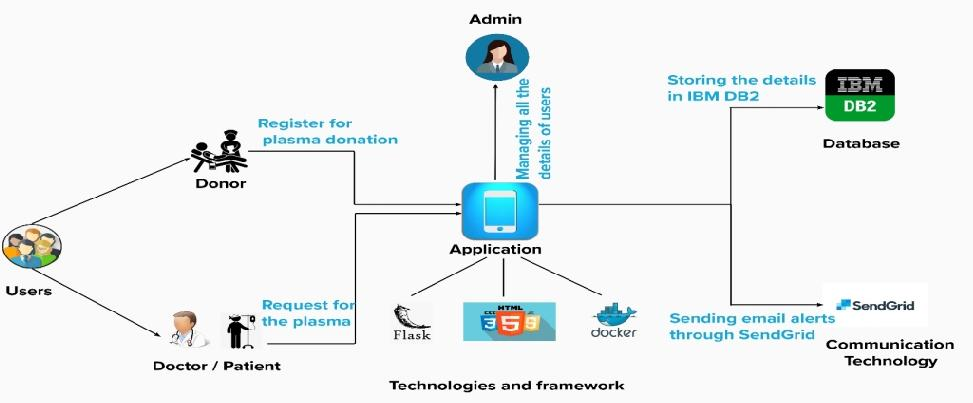 Admin
Managing all the
details of users
Storing the details
in IBM DB2
IBM
DB2
Database
Register for
plasma donation
Donor
Users
Application
Request for
the plasma
Doctor / Patient
Flask
HTML
5
docker
Technologies and framework
SendGrid
Sending email alerts
through SendGrid
Communication
Technology